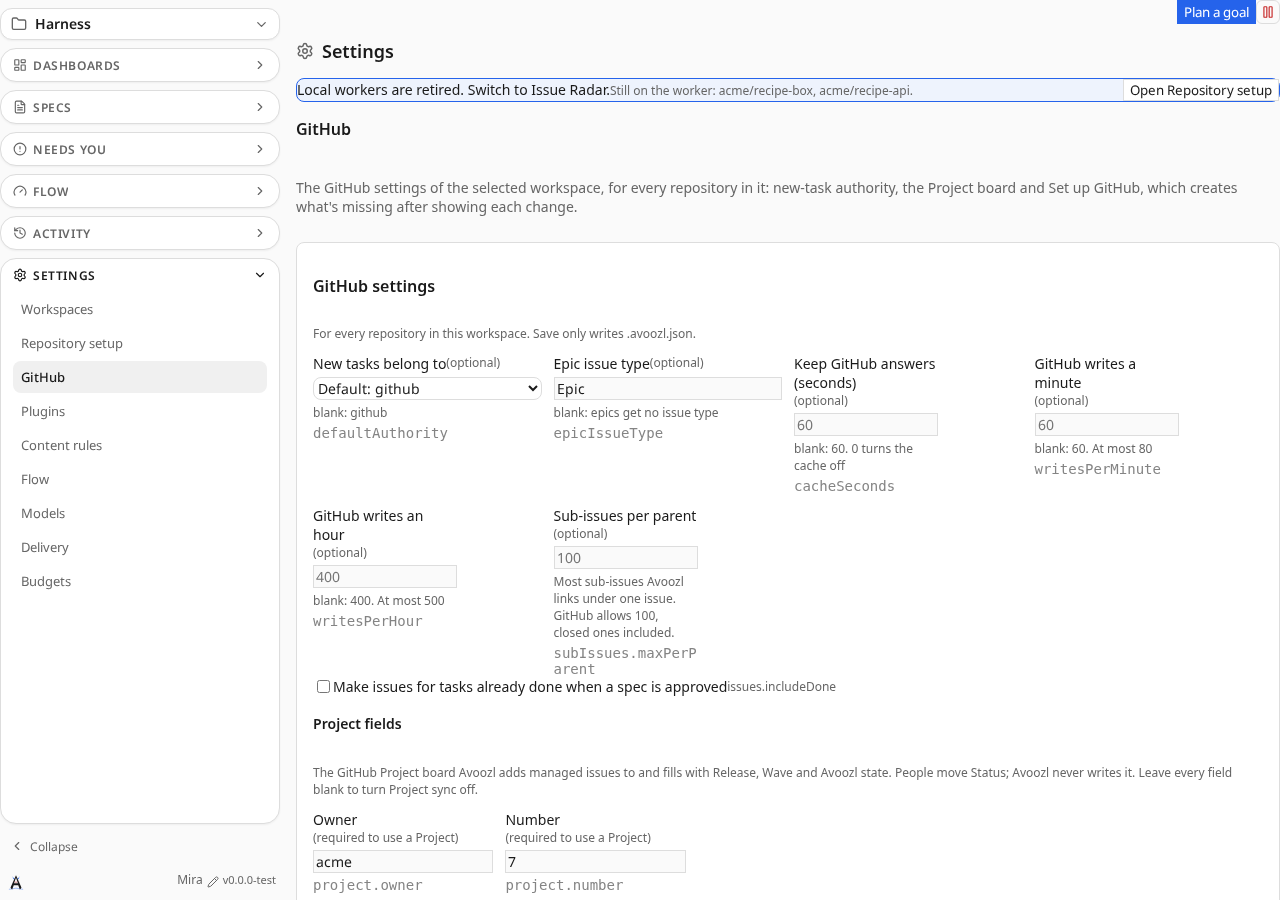 Harness
DASHBOARDS
SPECS
NEEDS YOU
FLOW
ACTIVITY
SETTINGS
Workspaces
Repository setup
GitHub
Plugins
Content rules
Flow
Models
Delivery
Budgets
Collapse
Mira v0.0.0-test
Plan a goal
Settings
Local workers are retired. Switch to Issue Radar.Still on the worker: acme/recipe-box, acme/recipe-api.
Open Repository setup
GitHub
The GitHub settings of the selected workspace, for every repository in it: new-task authority, the Project board and Set up GitHub, which creates
what's missing after showing each change.
GitHub settings
For every repository in this workspace. Save only writes .avoozl.json.
New tasks belong to(optional)
Default: github
blank: github
defaultAuthority
Epic issue type(optional)
Epic
blank: epics get no issue type
epicIssueType
Keep GitHub answers
(seconds)
(optional)
60
blank: 60. 0 turns the
cache off
cacheSeconds
GitHub writes a
minute
(optional)
60
blank: 60. At most 80
writesPerMinute
GitHub writes an
hour
(optional)
400
blank: 400. At most 500
writesPerHour
Sub-issues per parent
(optional)
100
Most sub-issues Avoozl
links under one issue.
GitHub allows 100,
closed ones included.
subIssues.maxPerP
arent
Make issues for tasks already done when a spec is approvedissues.includeDone
Project fields
The GitHub Project board Avoozl adds managed issues to and fills with Release, Wave and Avoozl state. People move Status; Avoozl never writes it. Leave every field
blank to turn Project sync off.
Owner
(required to use a Project)
acme
project.owner
Number
(required to use a Project)
7
project.number